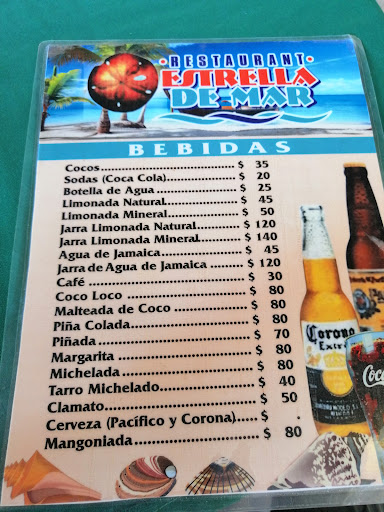 RESTAURANT
ESTRELLA
DE MAR
BEBIDAS
Cocos........................................ $ 35
Sodas (Coca Cola)..................... $ 20
Botella de Agua......................... $ 25
Limonada Natural...................... $ 45
Limonada Mineral...................... $ 50
Jarra Limonada Natural............. $ 120
Jarra Limonada Mineral............. $ 140
Agua de Jamaica........................ $ 45
Jarra de Agua de Jamaica.......... $ 120
Café........................................... $ 30
Coco Loco.................................. $ 80
Malteada de Coco...................... $ 80
Piña Colada................................ $ 80
Piñada........................................ $ 70
Margarita................................... $ 80
Michelada................................... $ 80
Tarro Michelado......................... $ 40
Clamato...................................... $ 50
Cerveza (Pacífico y Corona)....... $
Mangoniada............................... $ 80
Corona
Extra